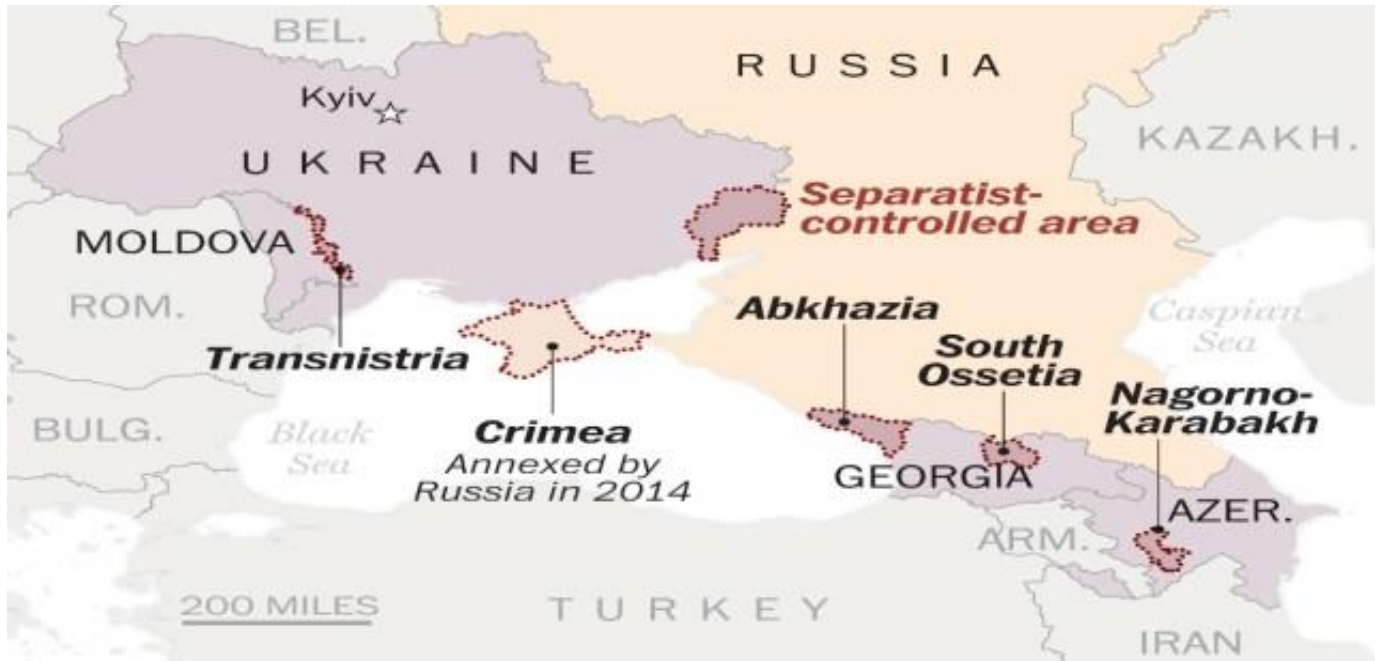 BEL.
RUSSIA
Kyiv
KAZAKH.
UKRAINE
Separatist-
controlled area
MOLDOVA
ROM.
Abkhazia
Caspian
Sea
Transnistria
South
Ossetia
Nagorno-
Karabakh
BULG.
Black
Sea
Crimea
Annexed by
Russia in 2014
GEORGIA
AZER.
ARM.
200 MILES
TURKEY
IRAN